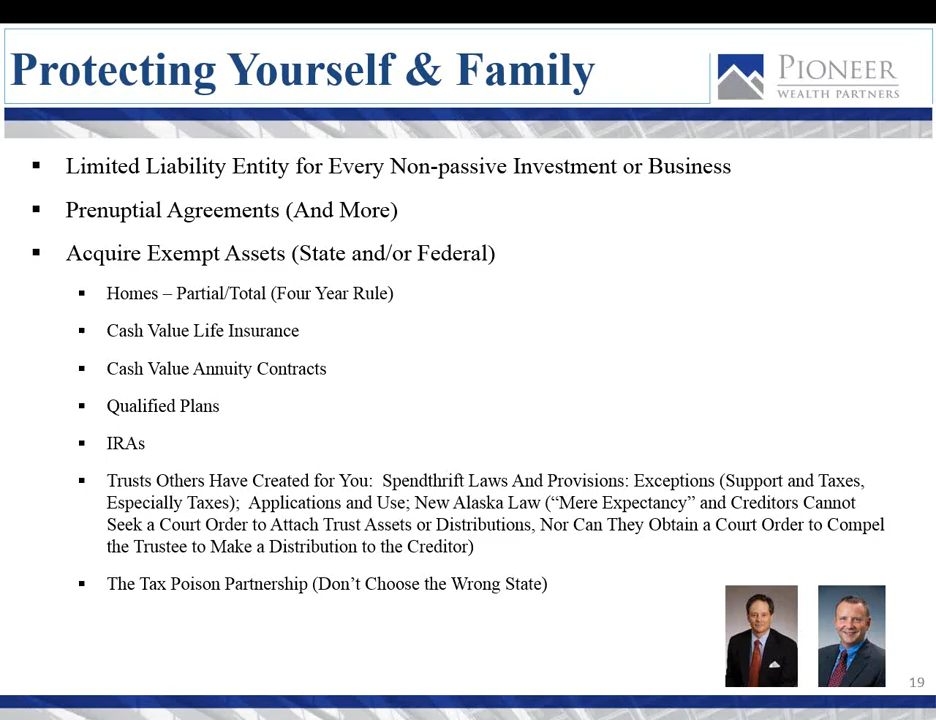 Protecting Yourself & Family
PIONEER
WEALTH PARTNERS
▪ Limited Liability Entity for Every Non-passive Investment or Business
▪ Prenuptial Agreements (And More)
▪ Acquire Exempt Assets (State and/or Federal)
▪ Homes – Partial/Total (Four Year Rule)
▪ Cash Value Life Insurance
▪ Cash Value Annuity Contracts
▪ Qualified Plans
▪ IRAs
▪ Trusts Others Have Created for You:  Spendthrift Laws And Provisions: Exceptions (Support and Taxes,
Especially Taxes);  Applications and Use; New Alaska Law (“Mere Expectancy” and Creditors Cannot
Seek a Court Order to Attach Trust Assets or Distributions, Nor Can They Obtain a Court Order to Compel
the Trustee to Make a Distribution to the Creditor)
▪ The Tax Poison Partnership (Don’t Choose the Wrong State)
19